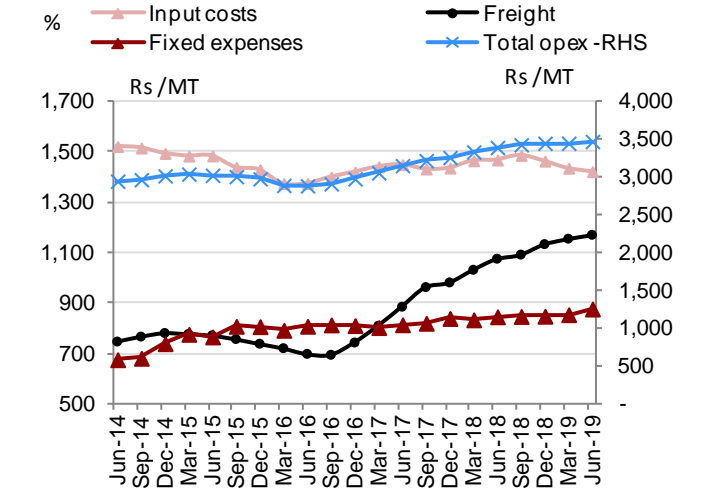 %
Input costs
Freight
Fixed expenses
Total opex -RHS
Rs /MT
Rs /MT
1,700
1,500
1,300
1,100
900
700
500
4,000
3,500
3,000
2,500
2,000
1,500
1,000
500
-
Jun-14
Sep-14
Dec-14
Mar-15
Jun-15
Sep-15
Dec-15
Mar-16
Jun-16
Sep-16
Dec-16
Mar-17
Jun-17
Sep-17
Dec-17
Mar-18
Jun-18
Sep-18
Dec-18
Mar-19
Jun-19